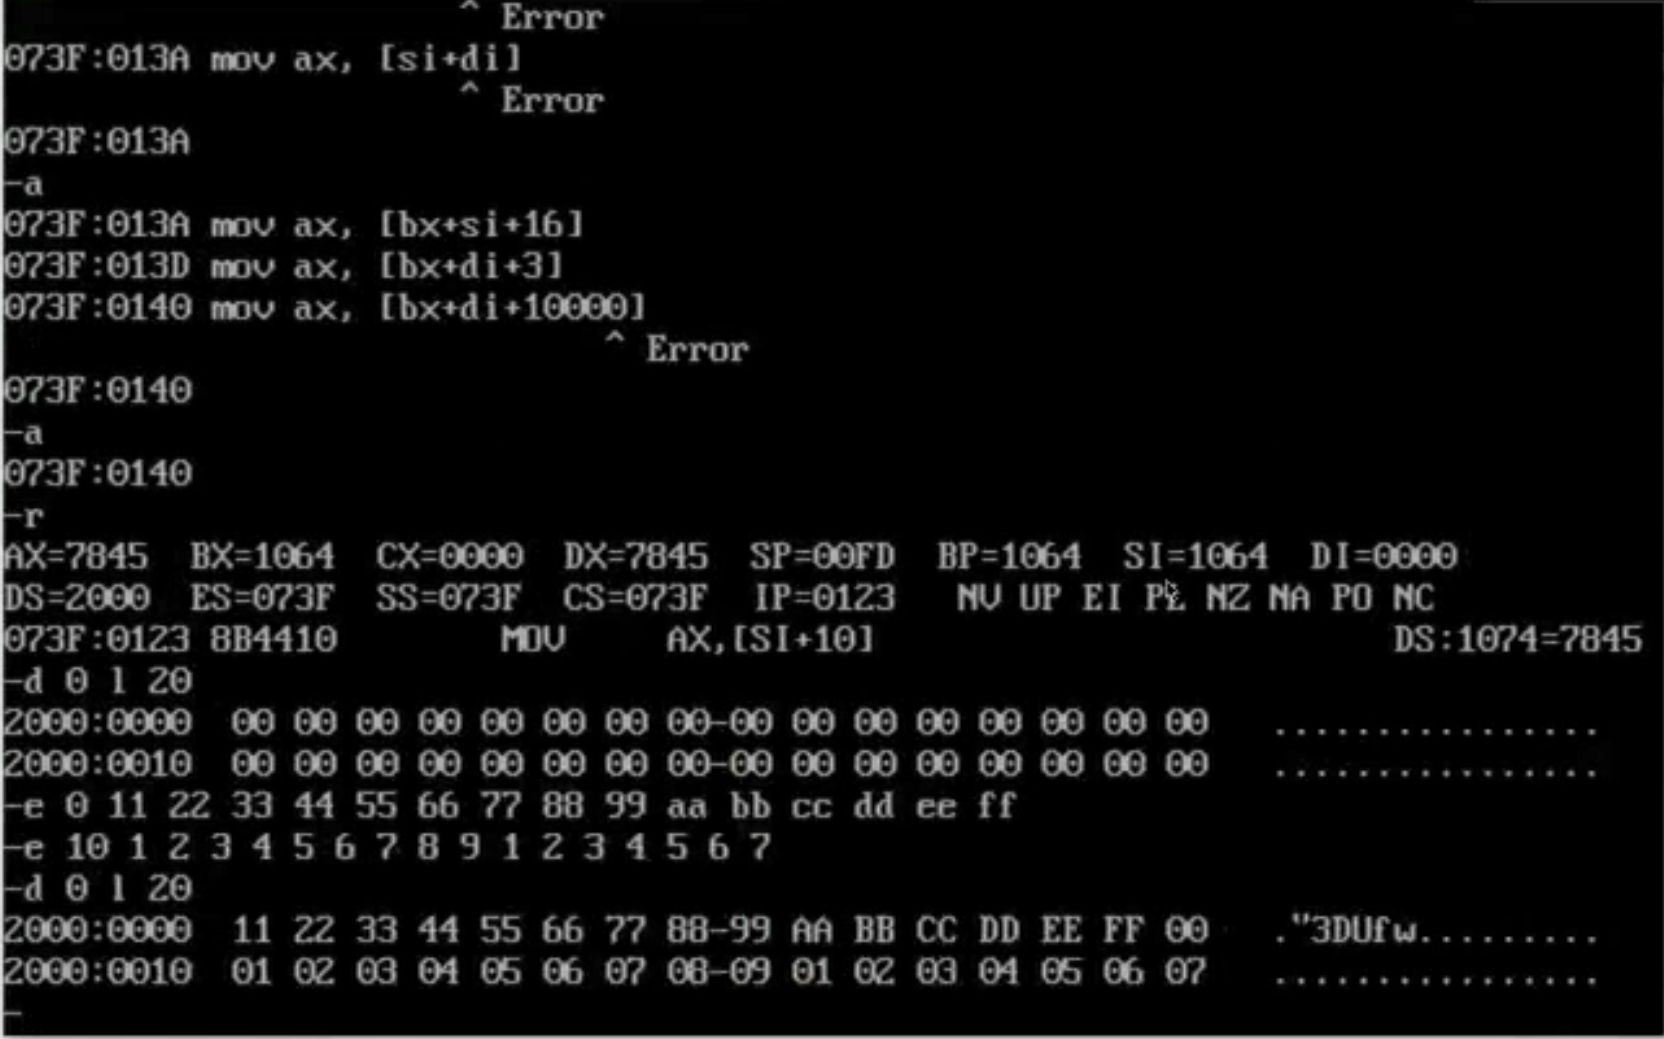 ^ Error
073F:013A mov ax, [si+di]
^ Error
073F:013A
-a
073F:013A mov ax, [bx+si+16]
073F:013D mov ax, [bx+di+3]
073F:0140 mov ax, [bx+di+10000]
^ Error
073F:0140
-a
073F:0140
-r
AX=7845 BX=1064 CX=0000 DX=7845 SP=00FD BP=1064 SI=1064 DI=0000
DS=2000 ES=073F SS=073F CS=073F IP=0123 NV UP EI PL NZ NA PO NC
073F:0123 8B4410 MOV AX,[SI+10] DS:1074=7845
-d 0 l 20
2000:0000 00 00 00 00 00 00 00 00-00 00 00 00 00 00 00 00 ................
2000:0010 00 00 00 00 00 00 00 00-00 00 00 00 00 00 00 00 ................
-e 0 11 22 33 44 55 66 77 88 99 aa bb cc dd ee ff
-e 10 1 2 3 4 5 6 7 8 9 1 2 3 4 5 6 7
-d 0 l 20
2000:0000 11 22 33 44 55 66 77 88-99 AA BB CC DD EE FF 00 ."3DUfw.........
2000:0010 01 02 03 04 05 06 07 08-09 01 02 03 04 05 06 07 ................
-